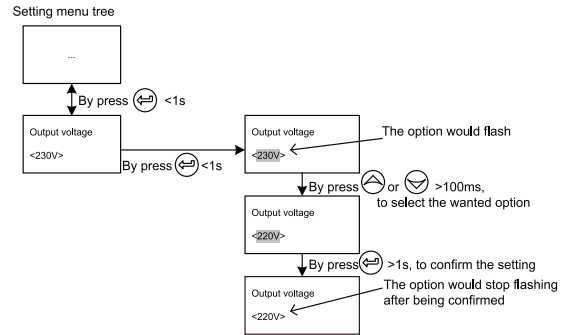 Setting menu tree
...
By press <1s
Output voltage
<230V>
By press <1s
Output voltage
<230V>
The option would flash
By press or >100ms,
to select the wanted option
Output voltage
<220V>
By press >1s, to confirm the setting
The option would stop flashing
after being confirmed
Output voltage
<220V>